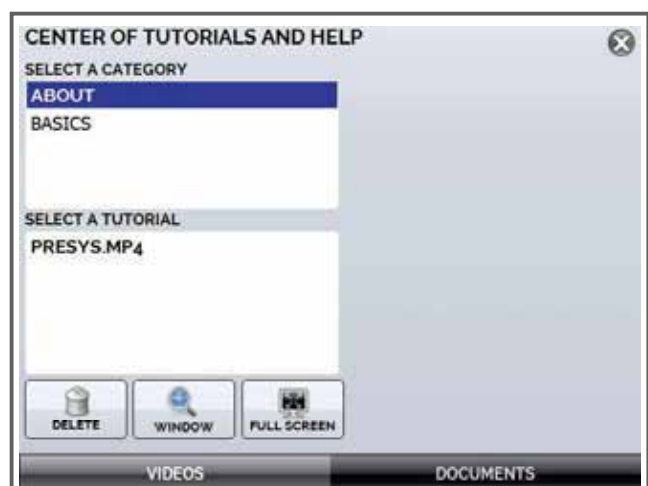 CENTER OF TUTORIALS AND HELP
SELECT A CATEGORY
ABOUT
BASICS
SELECT A TUTORIAL
PRESYS.MP4
DELETE WINDOW FULL SCREEN
VIDEOS DOCUMENTS